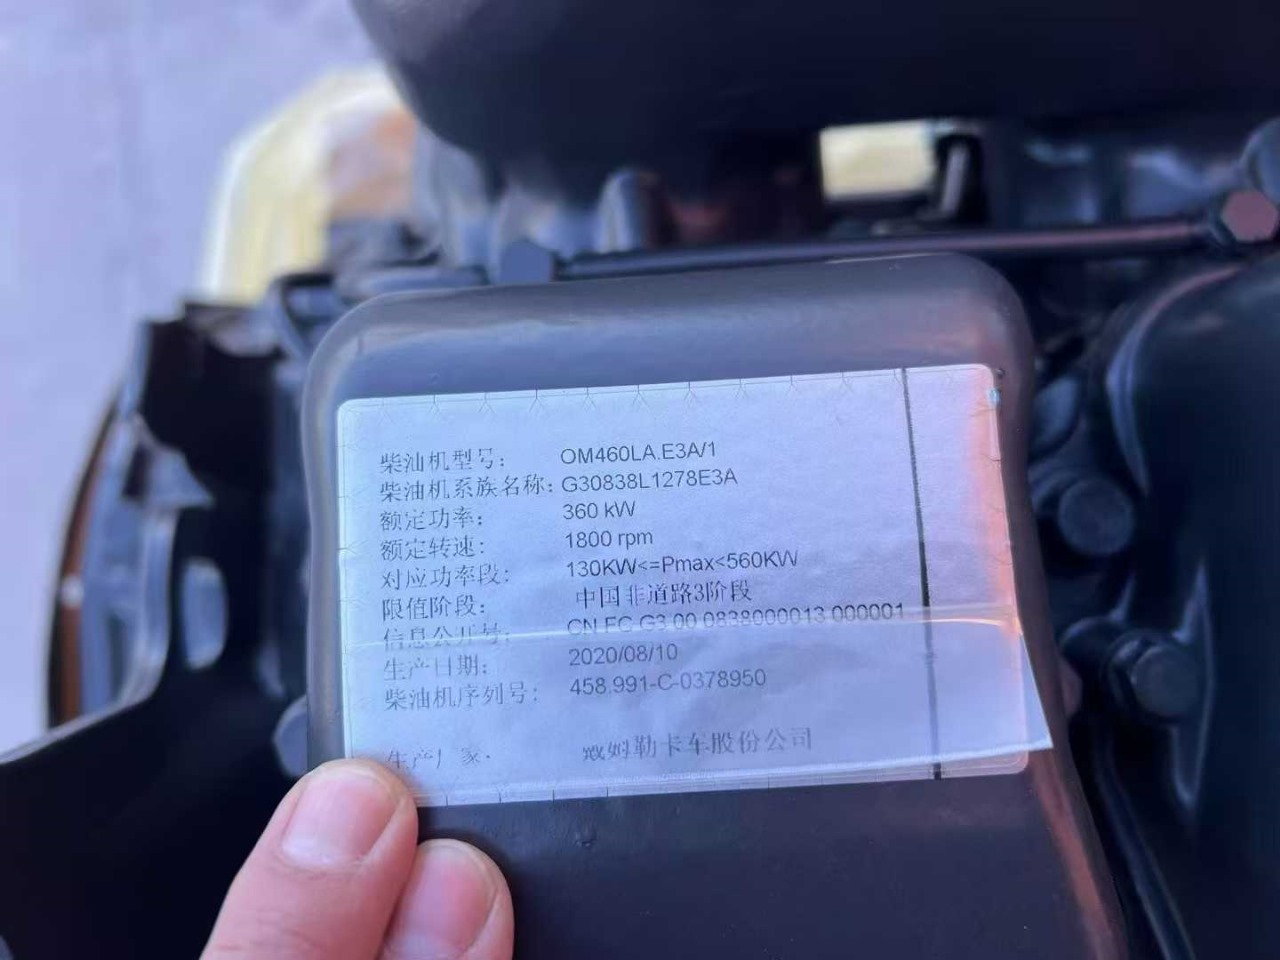 柴油机型号: OM460LA.E3A/1
柴油机系族名称: G30838L1278E3A
额定功率: 360 kW
额定转速: 1800 rpm
对应功率段: 130KW<=Pmax<560KW
限值阶段: 中国非道路3阶段
信息公开号: CN FC G3 00 0838000013 000001
生产日期: 2020/08/10
柴油机序列号: 458.991-C-0378950
生产厂家: 戴姆勒卡车股份公司